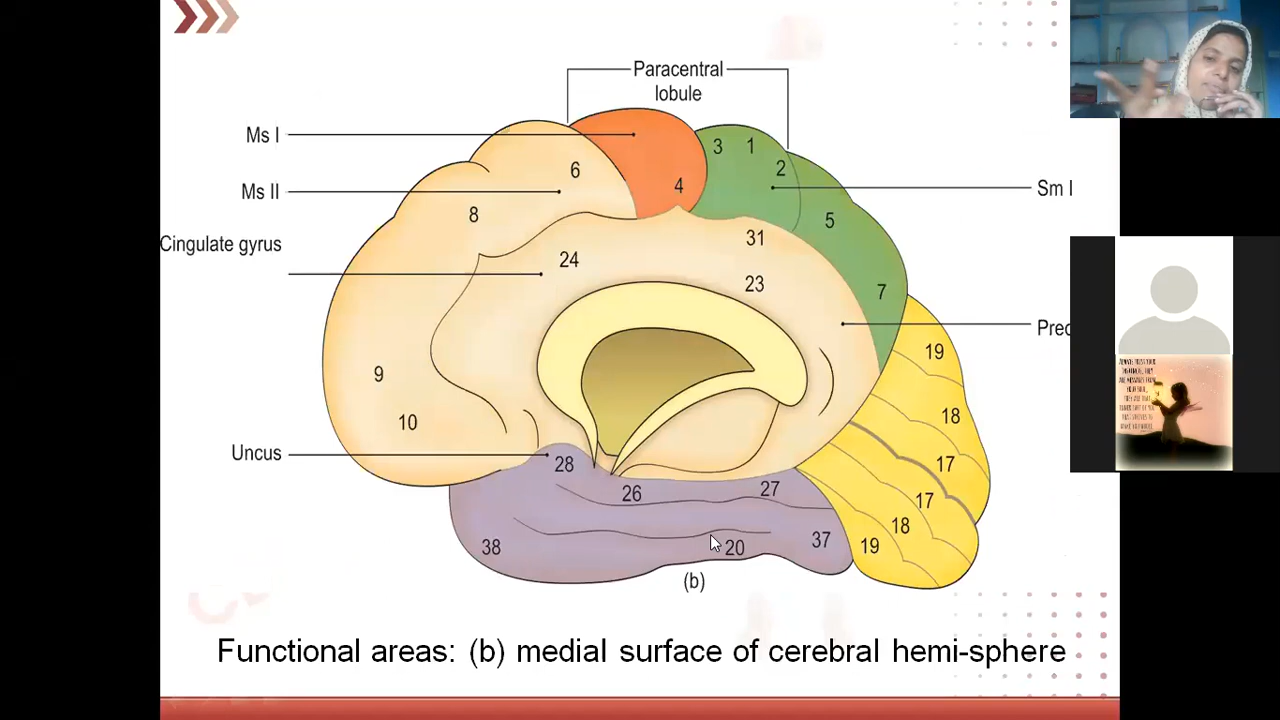 Paracentral
lobule
Ms I
3 1
2
6
4
Ms II
Sm I
8
5
31
Cingulate gyrus
24
23
7
Prec
19
9
18
10
Uncus
28
17
26
27
17
18
38
20
37
19
(b)
Functional areas: (b) medial surface of cerebral hemi-sphere